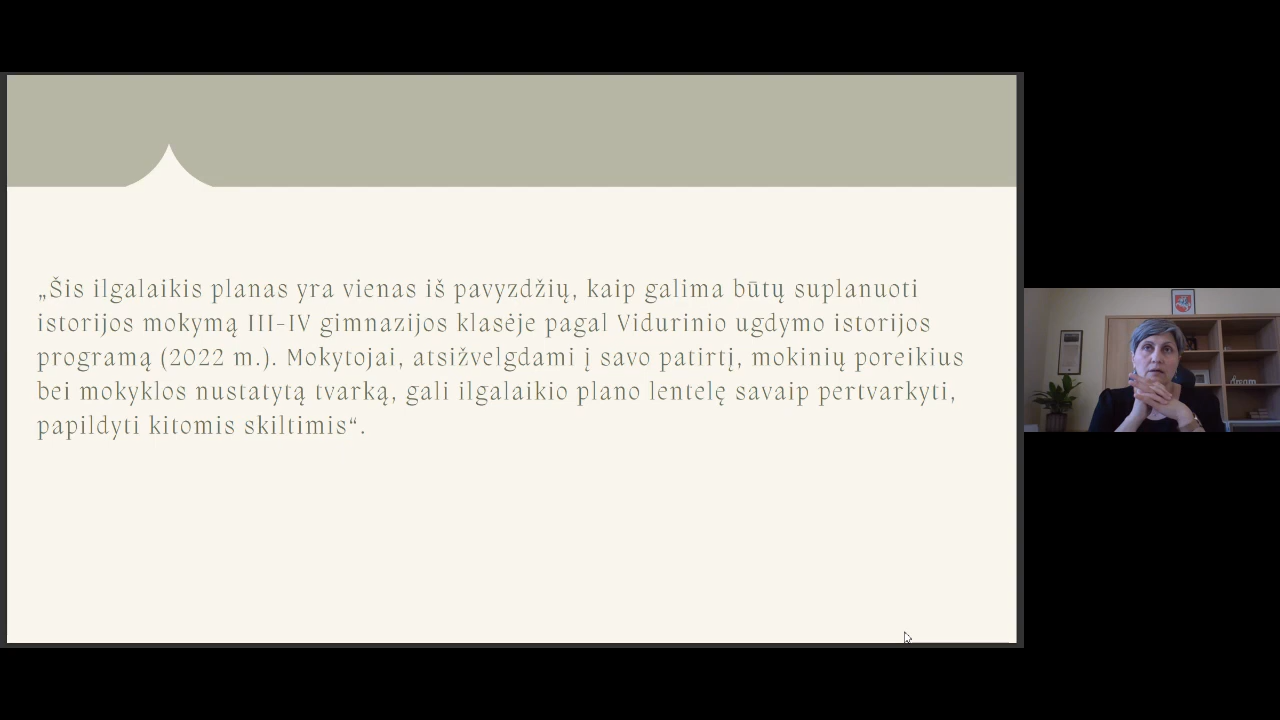 „Šis ilgalaikis planas yra vienas iš pavyzdžių, kaip galima būtų suplanuoti
istorijos mokymą III-IV gimnazijos klasėje pagal Vidurinio ugdymo istorijos
programą (2022 m.). Mokytojai, atsižvelgdami į savo patirtį, mokinių poreikius
bei mokyklos nustatytą tvarką, gali ilgalaikio plano lentelę savaip pertvarkyti,
papildyti kitomis skiltimis“.
dream